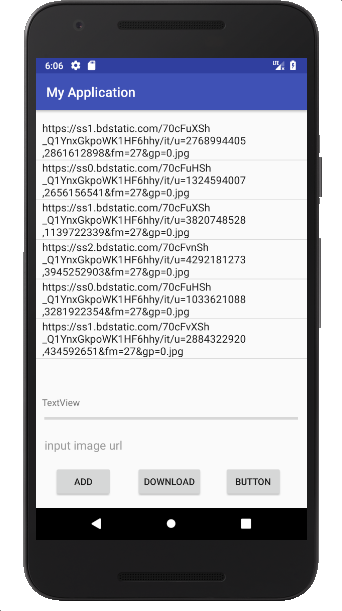 6:06
My Application
https://ss1.bdstatic.com/70cFuXSh
_Q1YnxGkpoWK1HF6hhy/it/u=2768994405
,2861612898&fm=27&gp=0.jpg
https://ss0.bdstatic.com/70cFuHSh
_Q1YnxGkpoWK1HF6hhy/it/u=1324594007
,2656156541&fm=27&gp=0.jpg
https://ss1.bdstatic.com/70cFuXSh
_Q1YnxGkpoWK1HF6hhy/it/u=3820748528
,1139722339&fm=27&gp=0.jpg
https://ss2.bdstatic.com/70cFvnSh
_Q1YnxGkpoWK1HF6hhy/it/u=4292181273
,3945252903&fm=27&gp=0.jpg
https://ss0.bdstatic.com/70cFuHSh
_Q1YnxGkpoWK1HF6hhy/it/u=1033621088
,3281922354&fm=27&gp=0.jpg
https://ss1.bdstatic.com/70cFvXSh
_Q1YnxGkpoWK1HF6hhy/it/u=2884322920
,434592651&fm=27&gp=0.jpg
TextView
input image url
ADD
DOWNLOAD
BUTTON